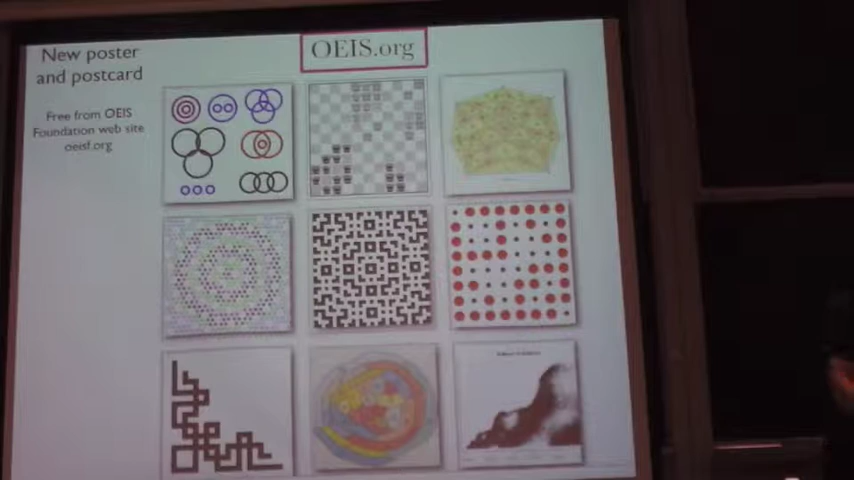 New poster
and postcard
OEIS.org
Free from OEIS
Foundation web site
oeisf.org